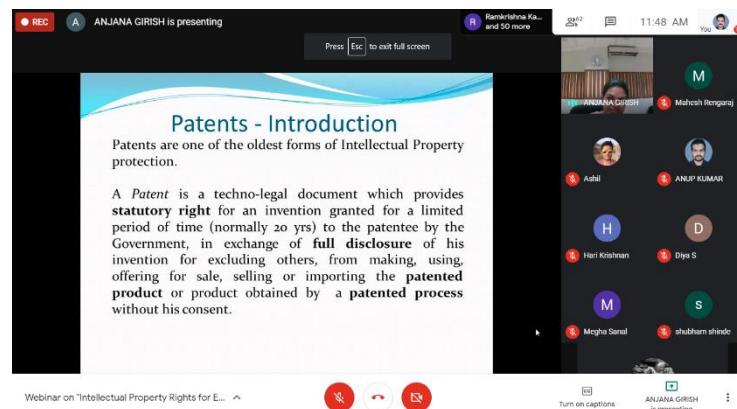 REC
A ANJANA GIRISH is presenting
R Ramkrishna Ka...
and 50 more
62
11:48 AM
You
Press Esc to exit full screen
Patents - Introduction
Patents are one of the oldest forms of Intellectual Property
protection.
A Patent is a techno-legal document which provides
statutory right for an invention granted for a limited
period of time (normally 20 yrs) to the patentee by the
Government, in exchange of full disclosure of his
invention for excluding others, from making, using,
offering for sale, selling or importing the patented
product or product obtained by a patented process
without his consent.
ANJANA GIRISH
M
Mahesh Rengaraj
Ashil
ANUP KUMAR
H
Hari Krishnan
D
Diya S
M
Megha Sanal
s
shubham shinde
Webinar on "Intellectual Property Rights for E...
Turn on captions
ANJANA GIRISH
is presenting